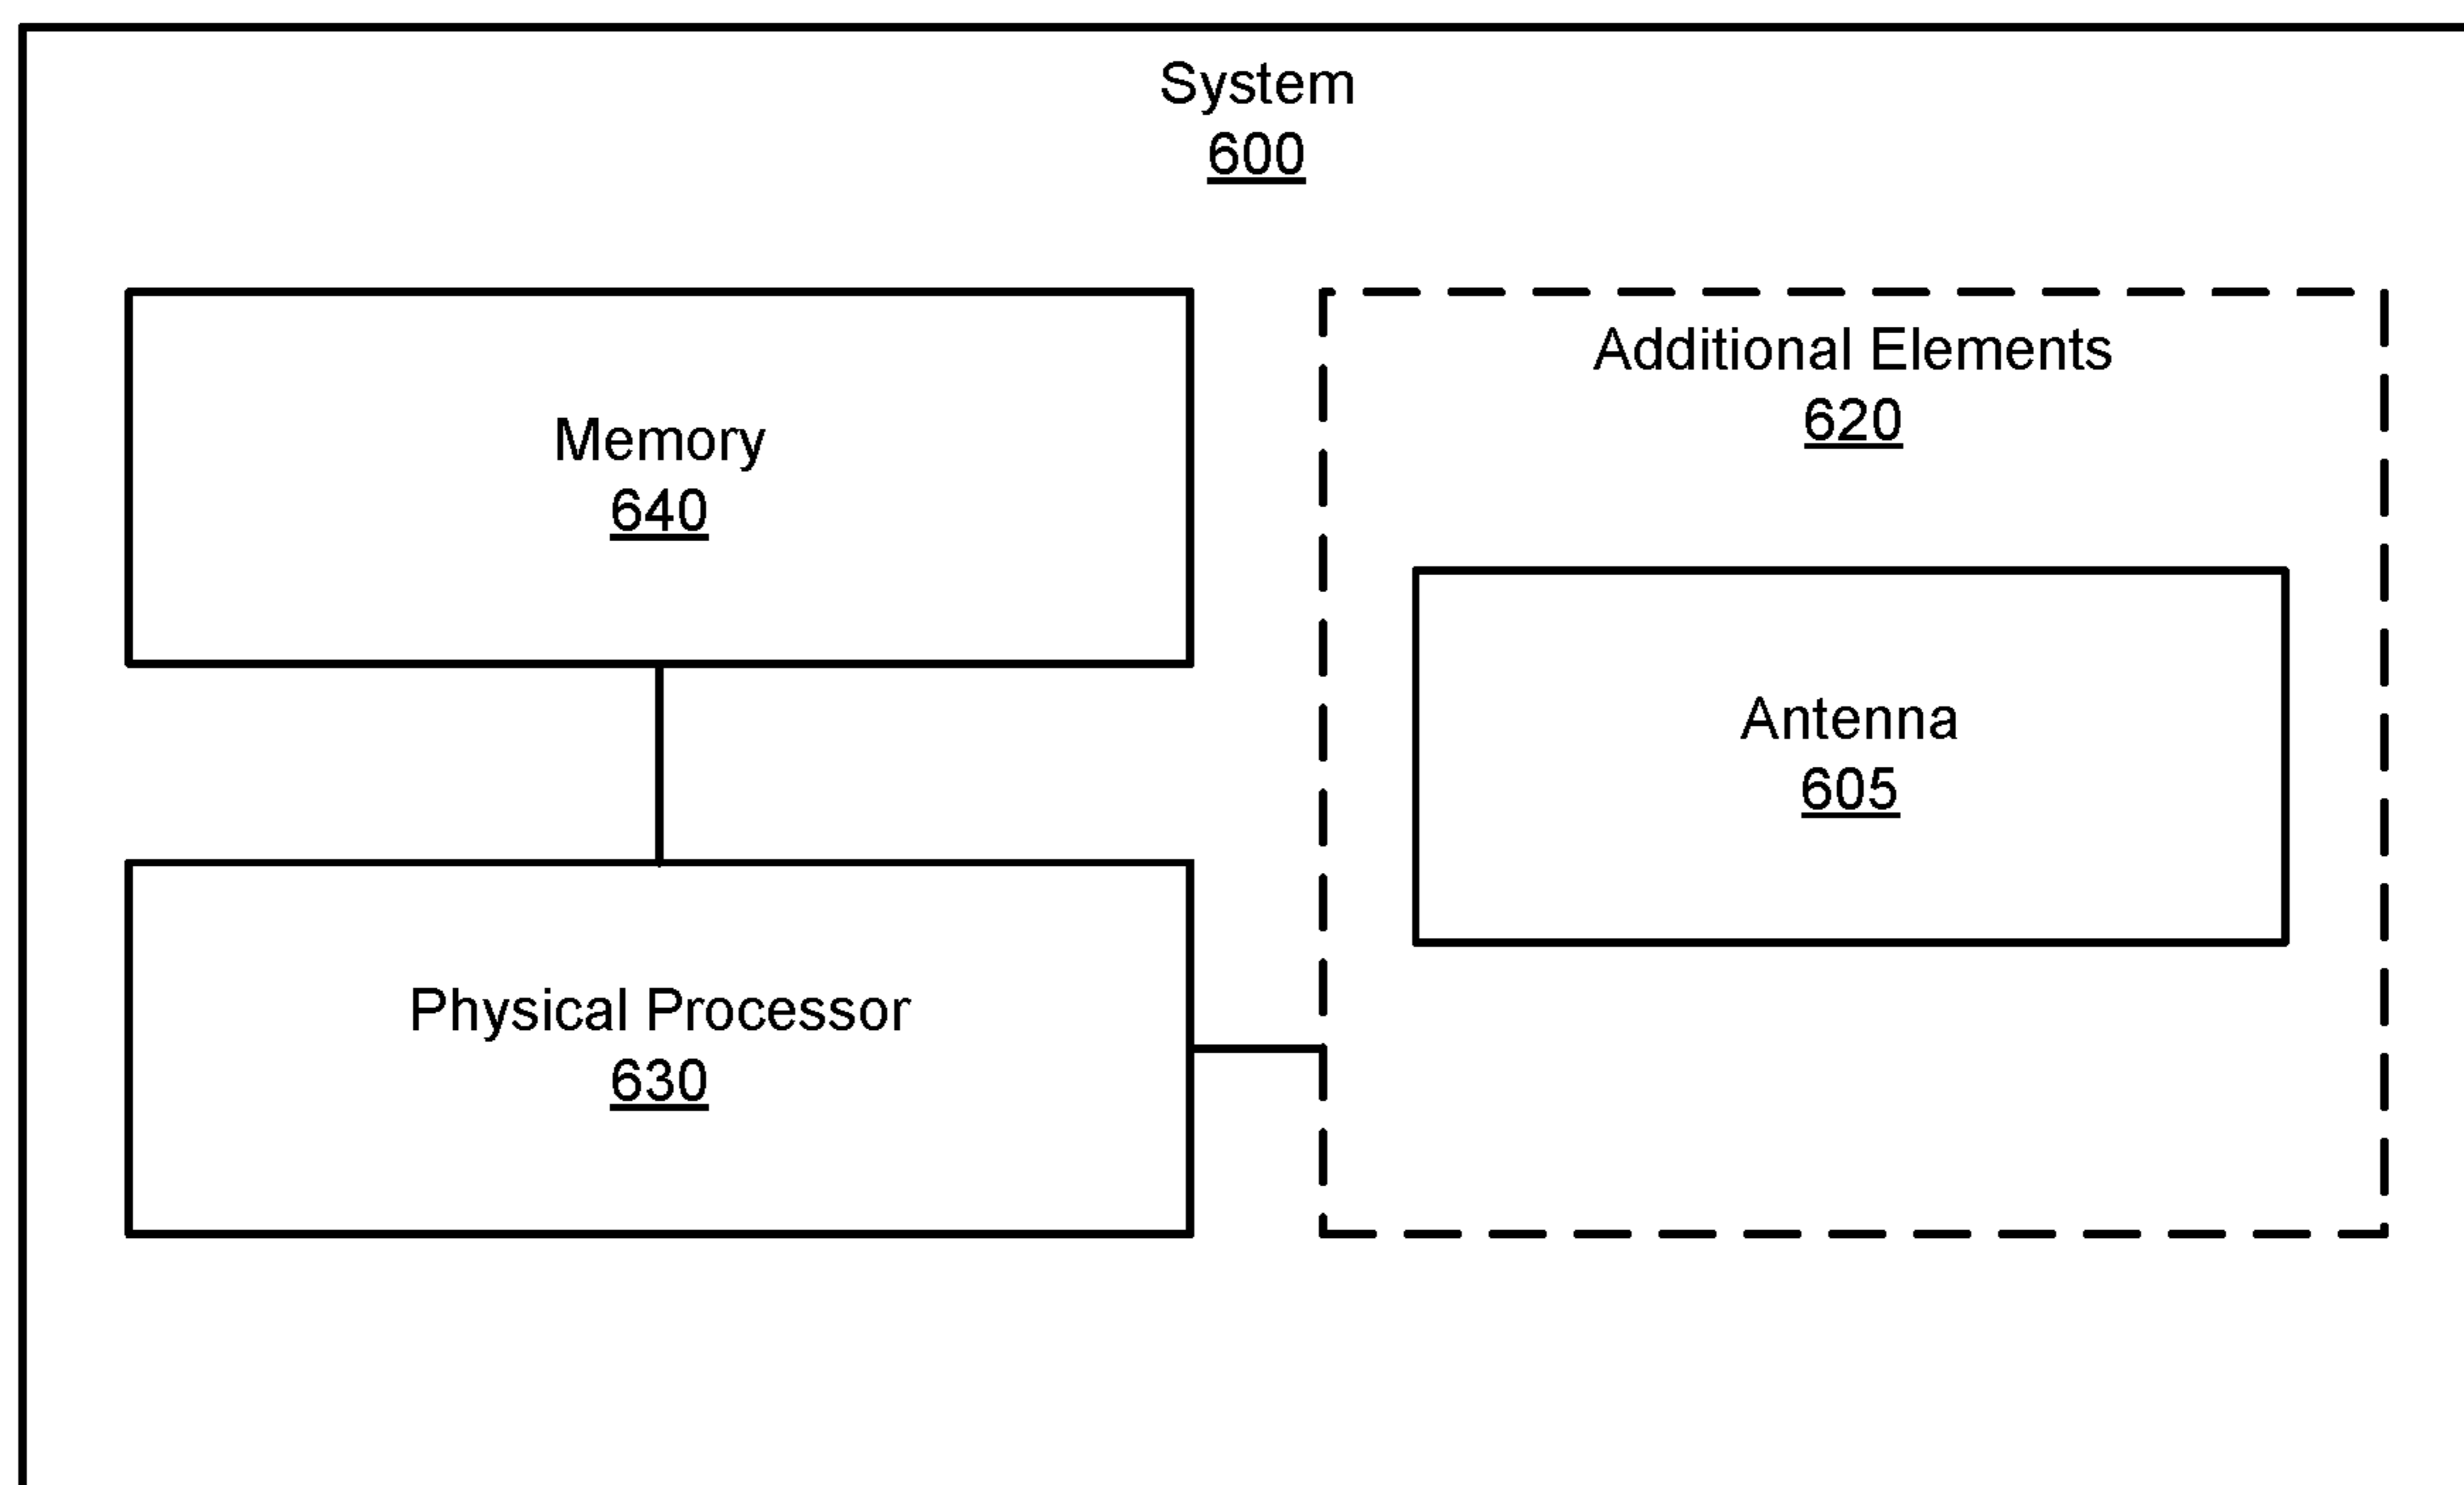 System
600
Memory
640
Additional Elements
620
Antenna
605
Physical Processor
630